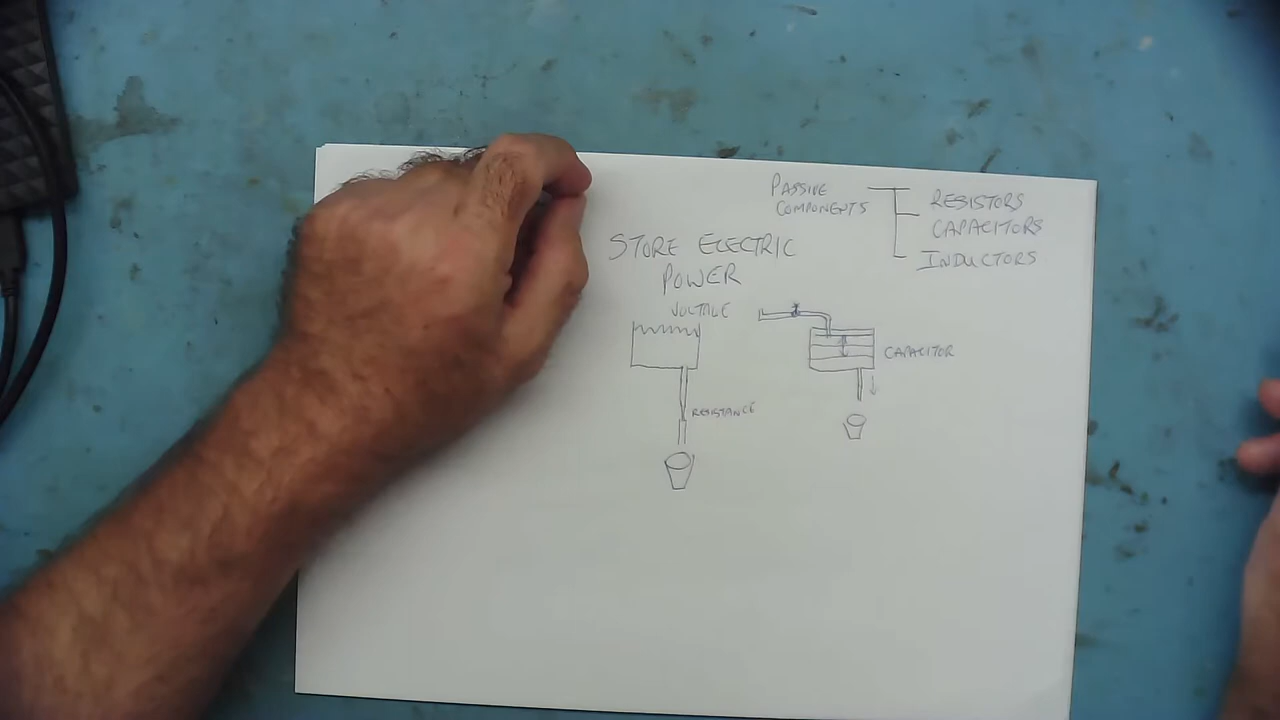 PASSIVE
COMPONENTS
RESISTORS
CAPACITORS
INDUCTORS
STORE ELECTRIC
POWER
VOLTAGE
CAPACITOR
RESISTANCE